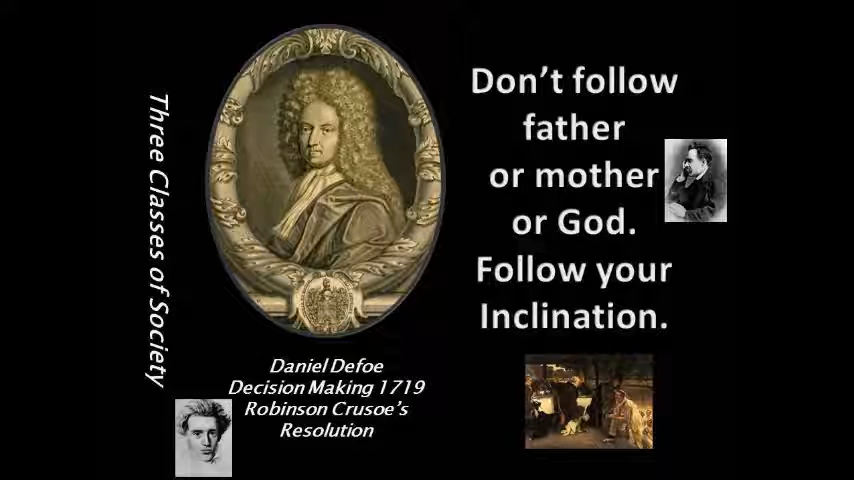 Three Classes of Society
Don't follow
father
or mother
or God.
Follow your
Inclination.
Daniel Defoe
Decision Making 1719
Robinson Crusoe's
Resolution